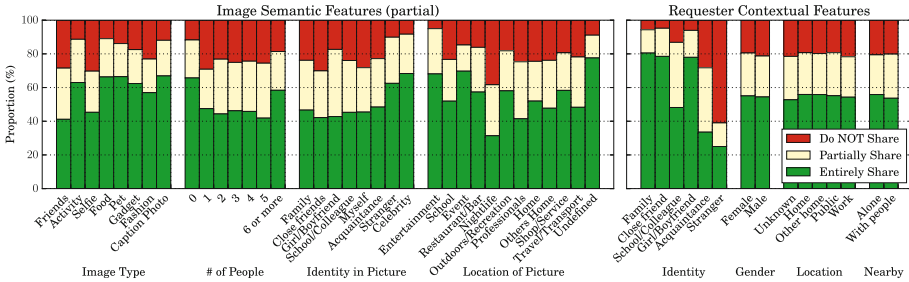 Image Semantic Features (partial)
Requester Contextual Features
Proportion (%)
100
80
60
40
20
0
Friends
Activity
Selfie
Food
Pet
Gadget
Fashion
Caption Photo
Image Type
0
1
2
3
4
5
6 or more
# of People
Family
Close Friends
Girl/Boyfriend
School/Colleague
Myself
Acquaintance
Stranger
Celebrity
Identity in Picture
Entertainment
School
Event
Restaurant/Bar
Nightlife
Outdoors/Recreation
Professionals
Home
Others Home
Shop/service
Travel/Transport
Undefined
Location of Picture
Family
Close friend
School/Colleague
Girl/Boyfriend
Acquaintance
Stranger
Identity
Female
Male
Gender
Unknown
Home
Other home
Public
Work
Location
Alone
With people
Nearby
Do NOT Share
Partially Share
Entirely Share